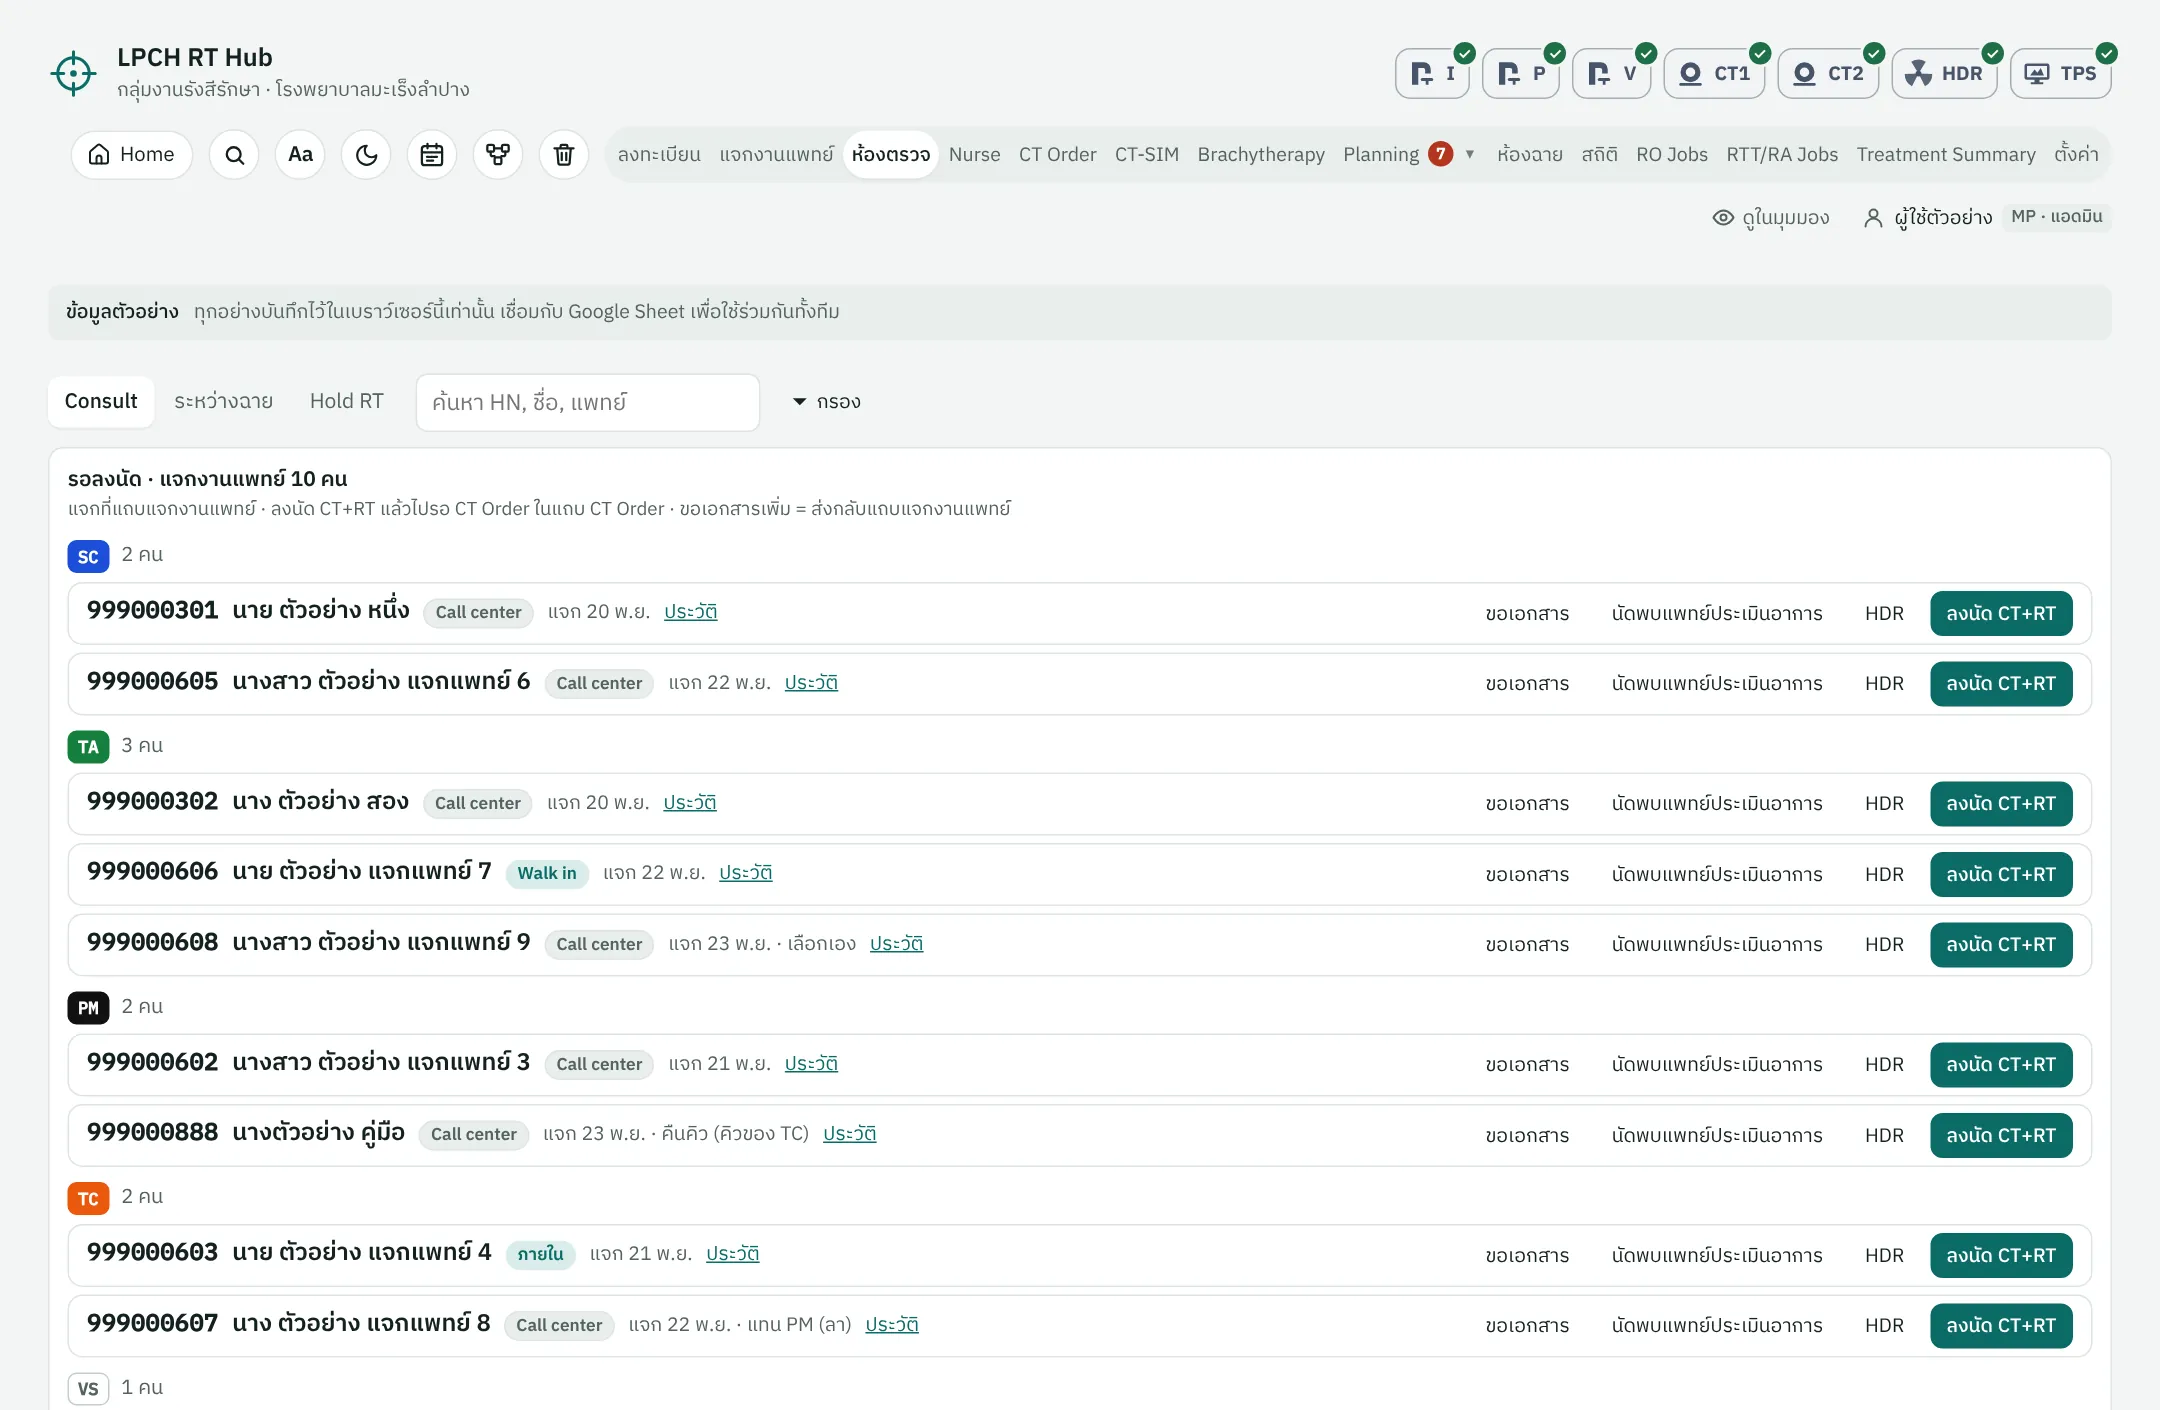 LPCH RT Hub
กลุ่มงานรังสีรักษา · โรงพยาบาลมะเร็งลำปาง
I P V CT1 CT2 HDR TPS
Home Aa ลงทะเบียน แจกงานแพทย์ ห้องตรวจ Nurse CT Order CT-SIM Brachytherapy Planning 7 ▾ ห้องฉาย สถิติ RO Jobs RTT/RA Jobs Treatment Summary ตั้งค่า
ดูในมุมมอง ผู้ใช้ตัวอย่าง MP · แอดมิน
ข้อมูลตัวอย่าง ทุกอย่างบันทึกไว้ในเบราว์เซอร์นี้เท่านั้น เชื่อมกับ Google Sheet เพื่อใช้ร่วมกันทั้งทีม
Consult ระหว่างฉาย Hold RT ค้นหา HN, ชื่อ, แพทย์ กรอง
รอลงนัด · แจกงานแพทย์ 10 คน
แจกที่แถบแจกงานแพทย์ · ลงนัด CT+RT แล้วไปรอ CT Order ในแถบ CT Order · ขอเอกสารเพิ่ม = ส่งกลับแถบแจกงานแพทย์
SC 2 คน
999000301 นาย ตัวอย่าง หนึ่ง Call center แจก 20 พ.ย. ประวัติ ขอเอกสาร นัดพบแพทย์ประเมินอาการ HDR ลงนัด CT+RT
999000605 นางสาว ตัวอย่าง แจกแพทย์ 6 Call center แจก 22 พ.ย. ประวัติ ขอเอกสาร นัดพบแพทย์ประเมินอาการ HDR ลงนัด CT+RT
TA 3 คน
999000302 นาง ตัวอย่าง สอง Call center แจก 20 พ.ย. ประวัติ ขอเอกสาร นัดพบแพทย์ประเมินอาการ HDR ลงนัด CT+RT
999000606 นาย ตัวอย่าง แจกแพทย์ 7 Walk in แจก 22 พ.ย. ประวัติ ขอเอกสาร นัดพบแพทย์ประเมินอาการ HDR ลงนัด CT+RT
999000608 นางสาว ตัวอย่าง แจกแพทย์ 9 Call center แจก 23 พ.ย. · เลือกเอง ประวัติ ขอเอกสาร นัดพบแพทย์ประเมินอาการ HDR ลงนัด CT+RT
PM 2 คน
999000602 นางสาว ตัวอย่าง แจกแพทย์ 3 Call center แจก 21 พ.ย. ประวัติ ขอเอกสาร นัดพบแพทย์ประเมินอาการ HDR ลงนัด CT+RT
999000888 นางตัวอย่าง คู่มือ Call center แจก 23 พ.ย. · คืนคิว (คิวของ TC) ประวัติ ขอเอกสาร นัดพบแพทย์ประเมินอาการ HDR ลงนัด CT+RT
TC 2 คน
999000603 นาย ตัวอย่าง แจกแพทย์ 4 ภายใน แจก 21 พ.ย. ประวัติ ขอเอกสาร นัดพบแพทย์ประเมินอาการ HDR ลงนัด CT+RT
999000607 นาง ตัวอย่าง แจกแพทย์ 8 Call center แจก 22 พ.ย. · แทน PM (ลา) ประวัติ ขอเอกสาร นัดพบแพทย์ประเมินอาการ HDR ลงนัด CT+RT
VS 1 คน